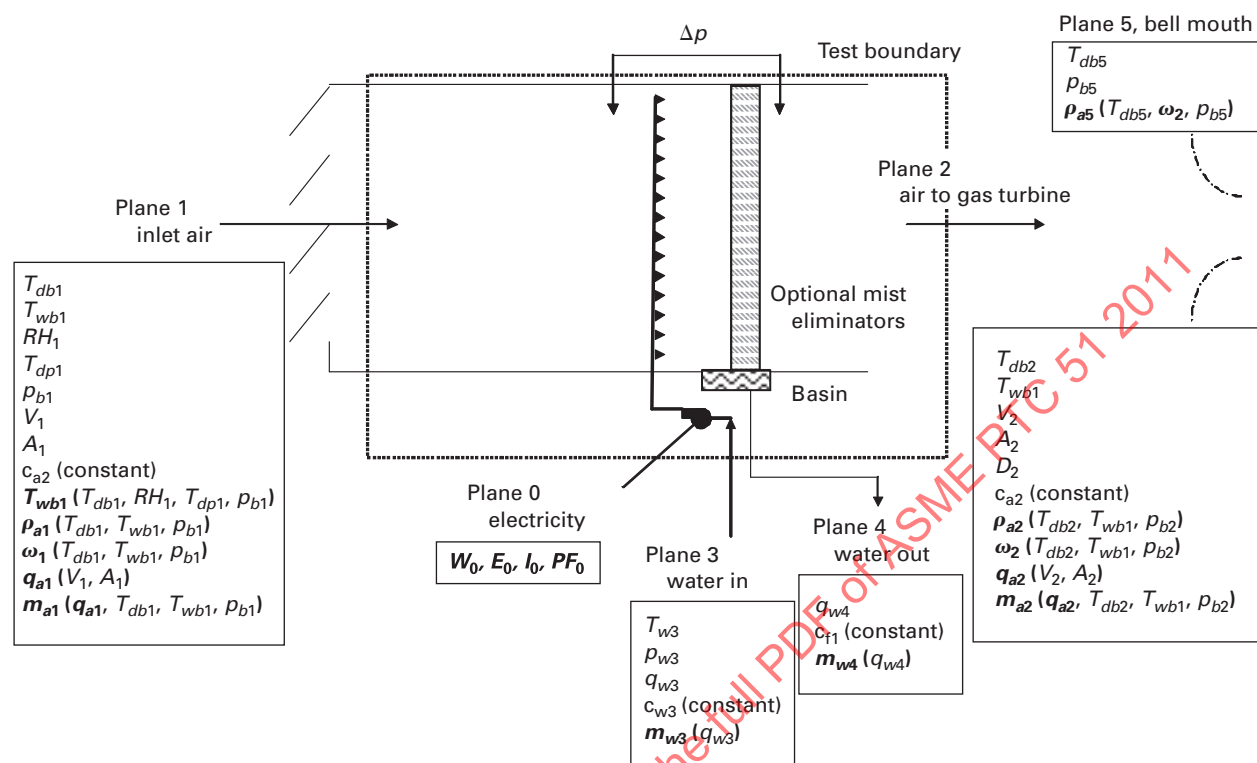 Δp
Test boundary
Plane 5, bell mouth
T_db5
p_b5
ρ_a5 (T_db5, ω_2, p_b5)
Plane 1
inlet air
Plane 2
air to gas turbine
T_db1
T_wb1
RH_1
T_dp1
p_b1
V_1
A_1
c_a2 (constant)
T_wb1 (T_db1, RH_1, T_dp1, p_b1)
ρ_a1 (T_db1, T_wb1, p_b1)
ω_1 (T_db1, T_wb1, p_b1)
q_a1 (V_1, A_1)
m_a1 (q_a1, T_db1, T_wb1, p_b1)
Optional mist
eliminators
Basin
Plane 0
electricity
W_0, E_0, I_0, PF_0
Plane 3
water in
T_w3
p_w3
q_w3
c_w3 (constant)
m_w3 (q_w3)
Plane 4
water out
q_w4
c_f1 (constant)
m_w4 (q_w4)
T_db2
T_wb1
V_2
A_2
D_2
c_a2 (constant)
ρ_a2 (T_db2, T_wb1, p_b2)
ω_2 (T_db2, T_wb1, p_b2)
q_a2 (V_2, A_2)
m_a2 (q_a2, T_db2, T_wb1, p_b2)
he full PDF of ASME PTC 51 2011